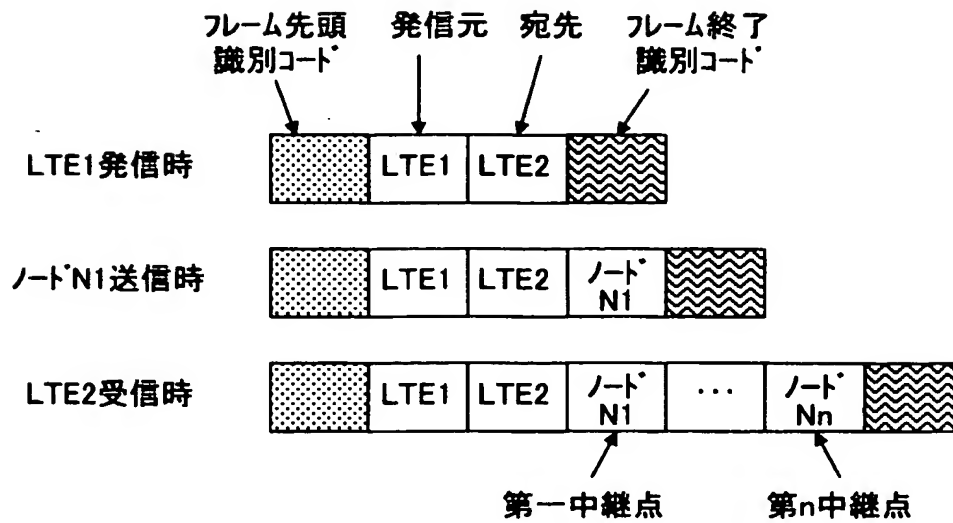 フレーム先頭
識別コード
発信元
宛先
フレーム終了
識別コード
LTE1発信時
LTE1
LTE2
ノードN1送信時
LTE1
LTE2
ノード
N1
LTE2受信時
LTE1
LTE2
ノード
N1
...
ノード
Nn
第一中継点
第n中継点